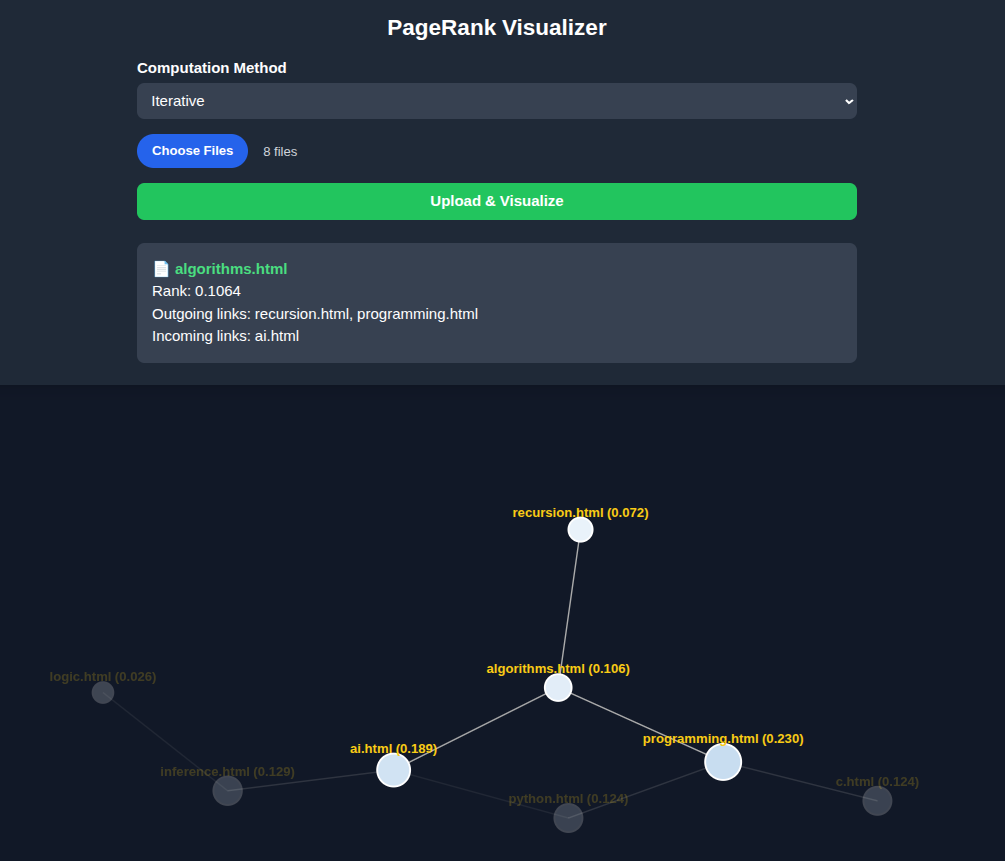 PageRank Visualizer
Computation Method
Iterative
Choose Files 8 files
Upload & Visualize
📄 algorithms.html
Rank: 0.1064
Outgoing links: recursion.html, programming.html
Incoming links: ai.html
recursion.html (0.072)
algorithms.html (0.106)
logic.html (0.026)
programming.html (0.230)
ai.html (0.189)
inference.html (0.129)
c.html (0.124)
python.html (0.124)